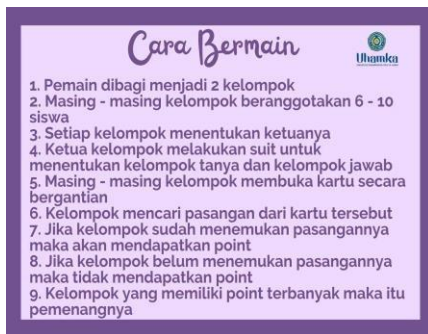 Cara Bermain
Uhamka
1. Pemain dibagi menjadi 2 kelompok
2. Masing - masing kelompok beranggotakan 6 - 10
siswa
3. Setiap kelompok menentukan ketuanya
4. Ketua kelompok melakukan suit untuk
menentukan kelompok tanya dan kelompok jawab
5. Masing - masing kelompok membuka kartu secara
bergantian
6. Kelompok mencari pasangan dari kartu tersebut
7. Jika kelompok sudah menemukan pasangannya
maka akan mendapatkan point
8. Jika kelompok belum menemukan pasangannya
maka tidak mendapatkan point
9. Kelompok yang memiliki point terbanyak maka itu
pemenangnya